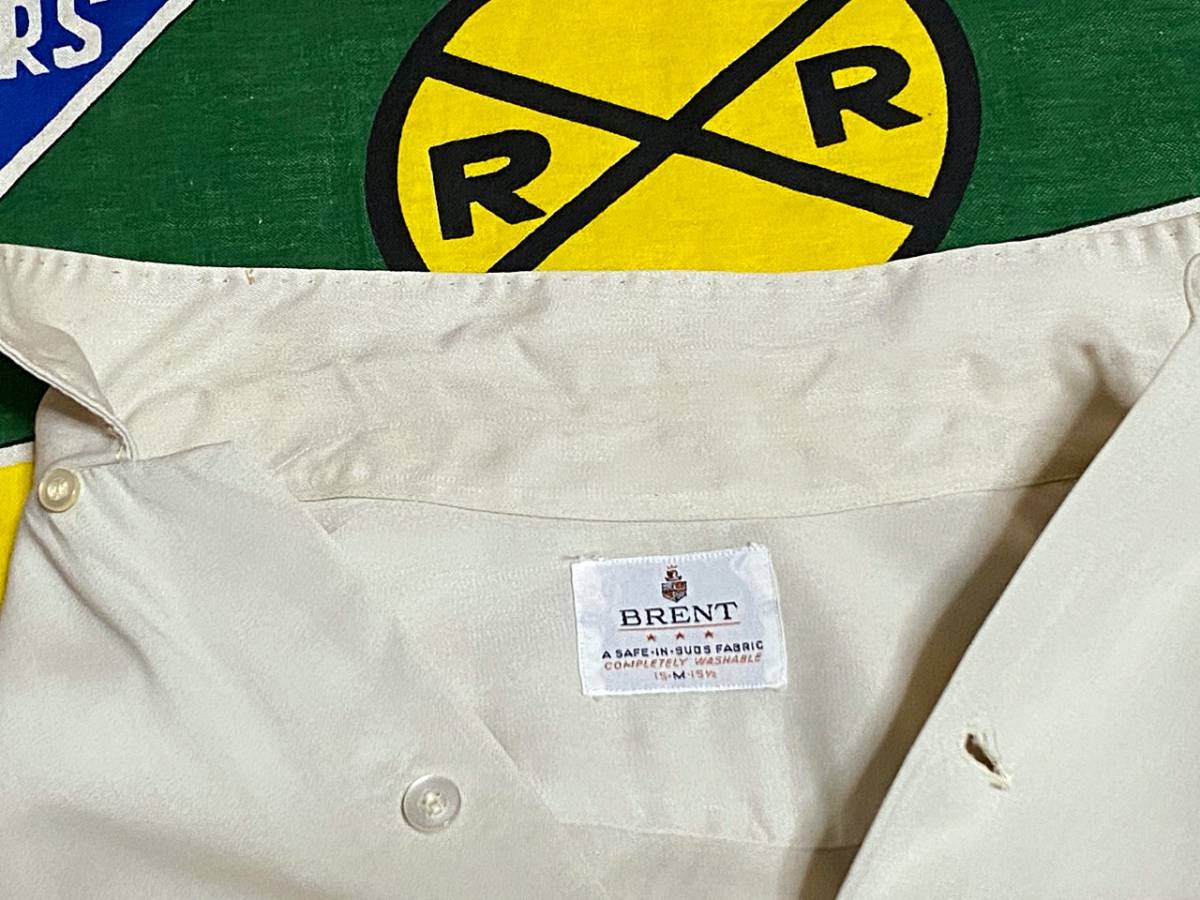 RS
R
R
BRENT
★ ★ ★
A SAFE-IN-SUDS FABRIC
COMPLETELY WASHABLE
15-M-15½